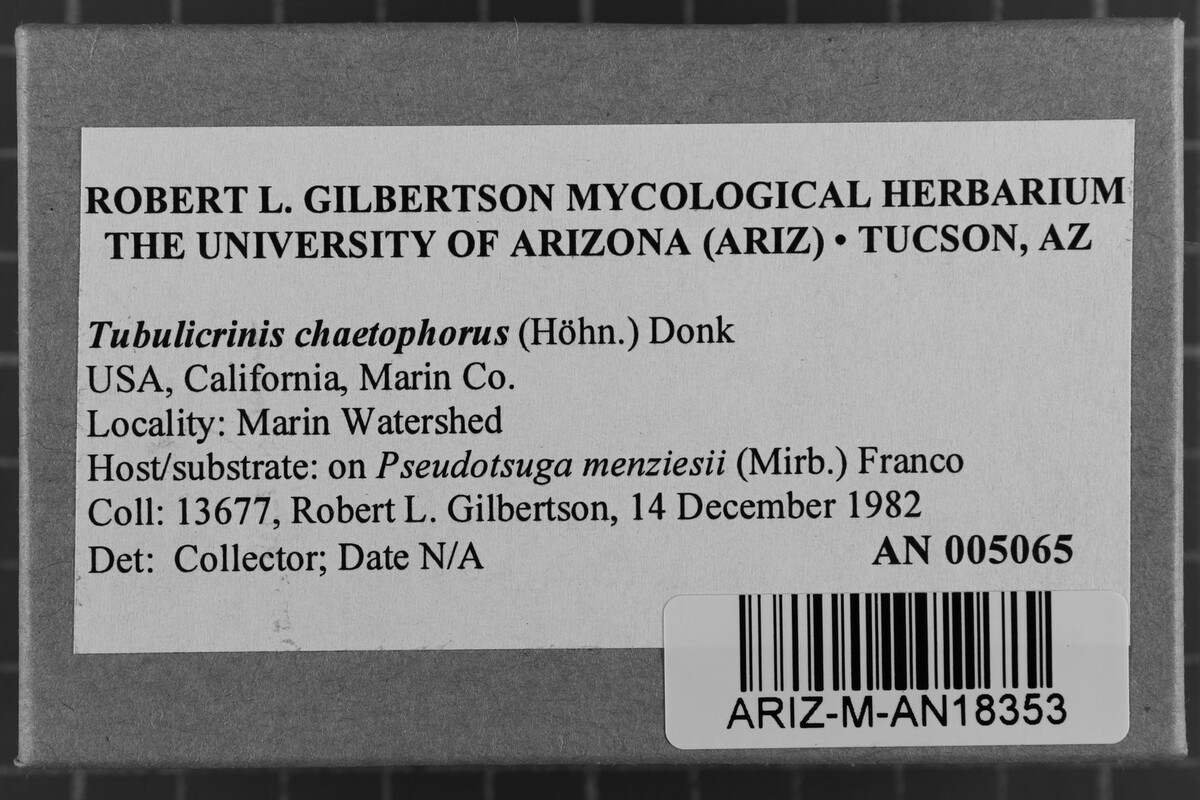 ROBERT L. GILBERTSON MYCOLOGICAL HERBARIUM
THE UNIVERSITY OF ARIZONA (ARIZ) • TUCSON, AZ
Tubulicrinis chaetophorus (Höhn.) Donk
USA, California, Marin Co.
Locality: Marin Watershed
Host/substrate: on Pseudotsuga menziesii (Mirb.) Franco
Coll: 13677, Robert L. Gilbertson, 14 December 1982
Det: Collector; Date N/A
AN 005065
ARIZ-M-AN18353